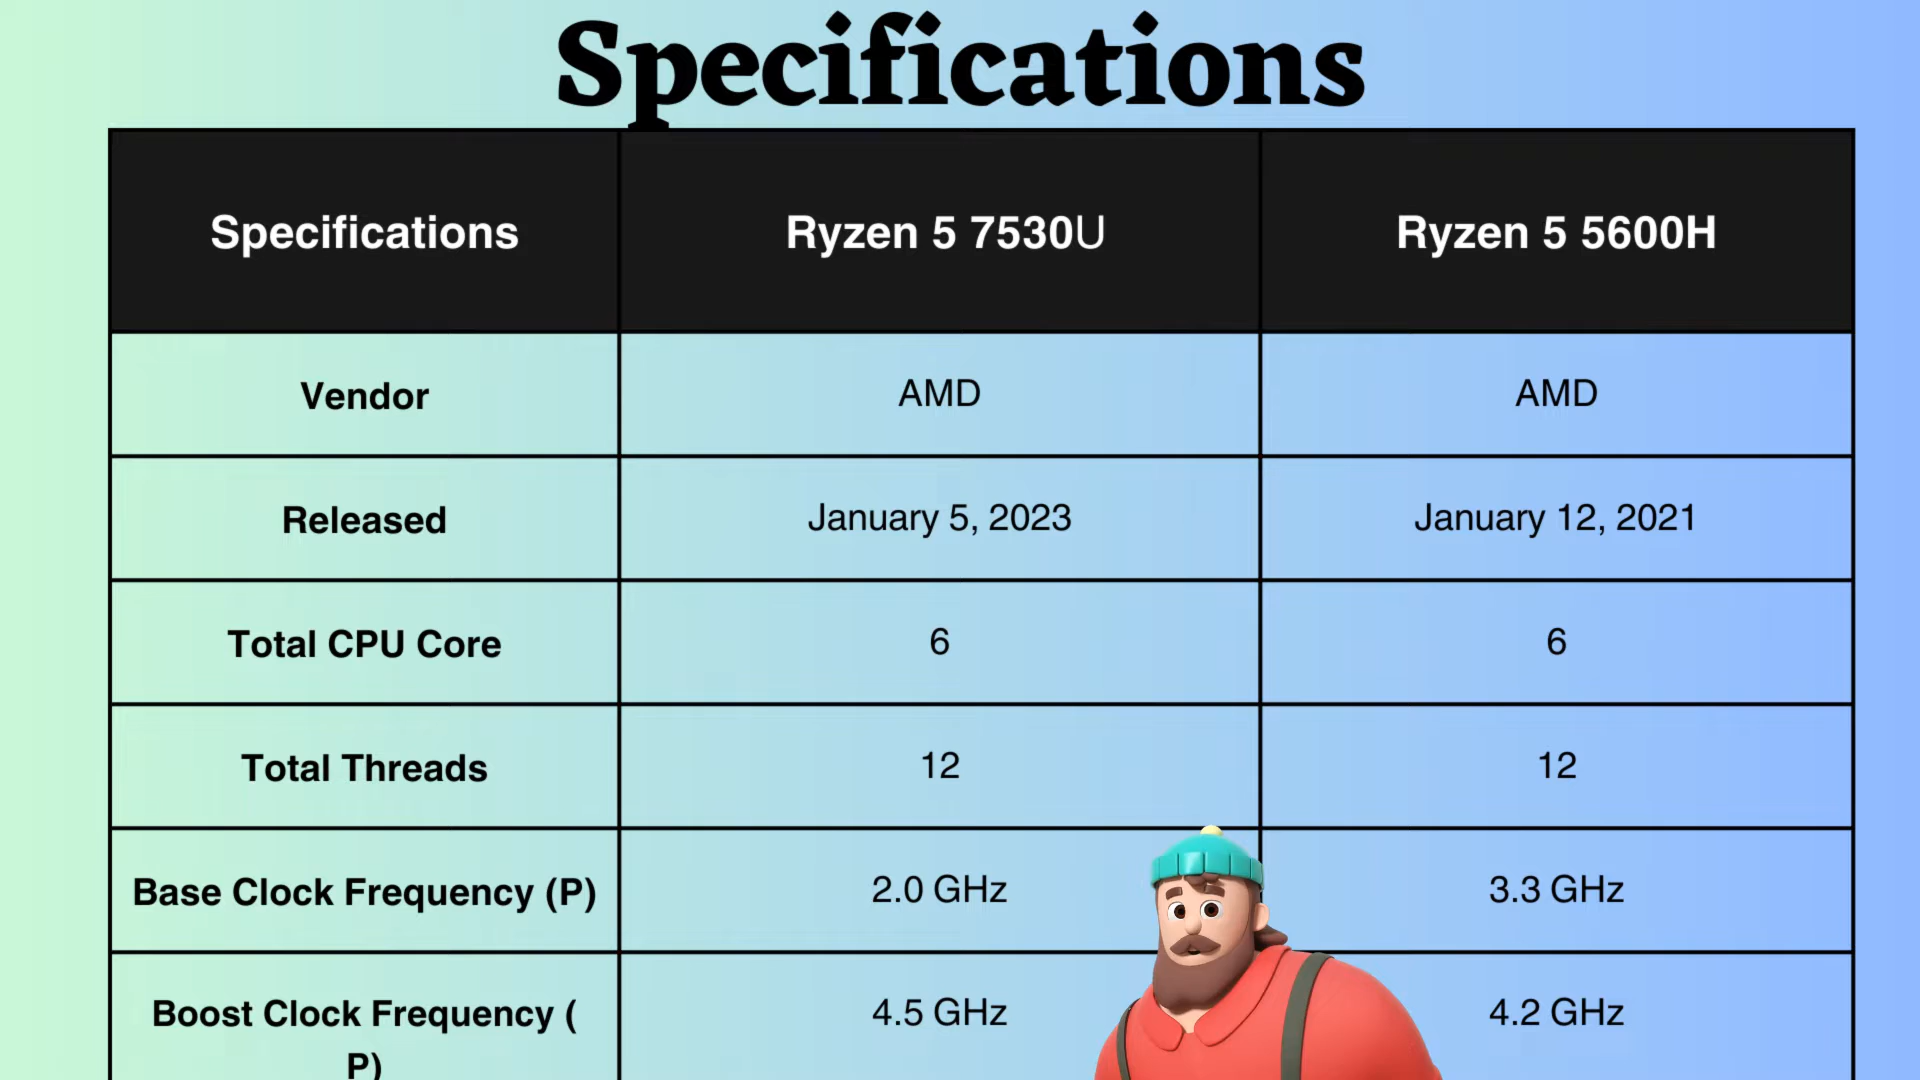 Specifications
Specifications Ryzen 5 7530U Ryzen 5 5600H
Vendor AMD AMD
Released January 5, 2023 January 12, 2021
Total CPU Core 6 6
Total Threads 12 12
Base Clock Frequency (P) 2.0 GHz 3.3 GHz
Boost Clock Frequency ( 4.5 GHz 4.2 GHz
P)